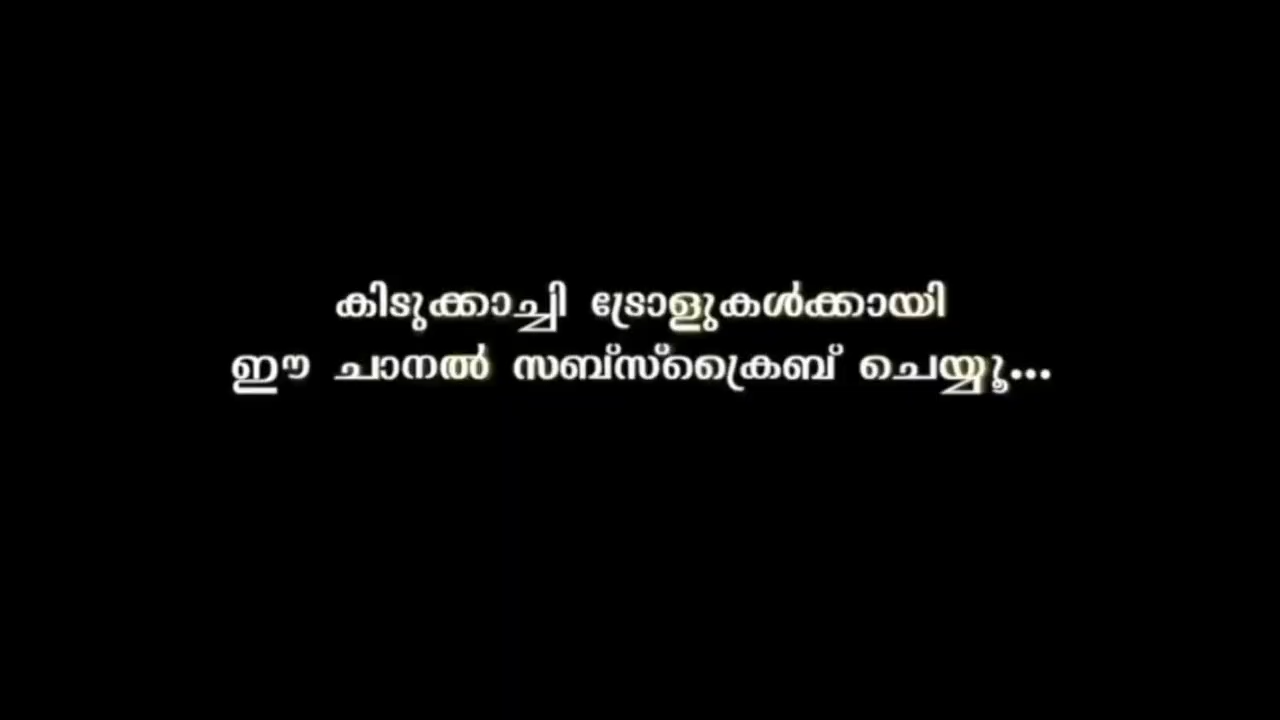 കിടുക്കാച്ചി ട്രോളുകൾക്കായി
ഈ ചാനൽ സബ്സ്ക്രൈബ് ചെയ്യൂ...